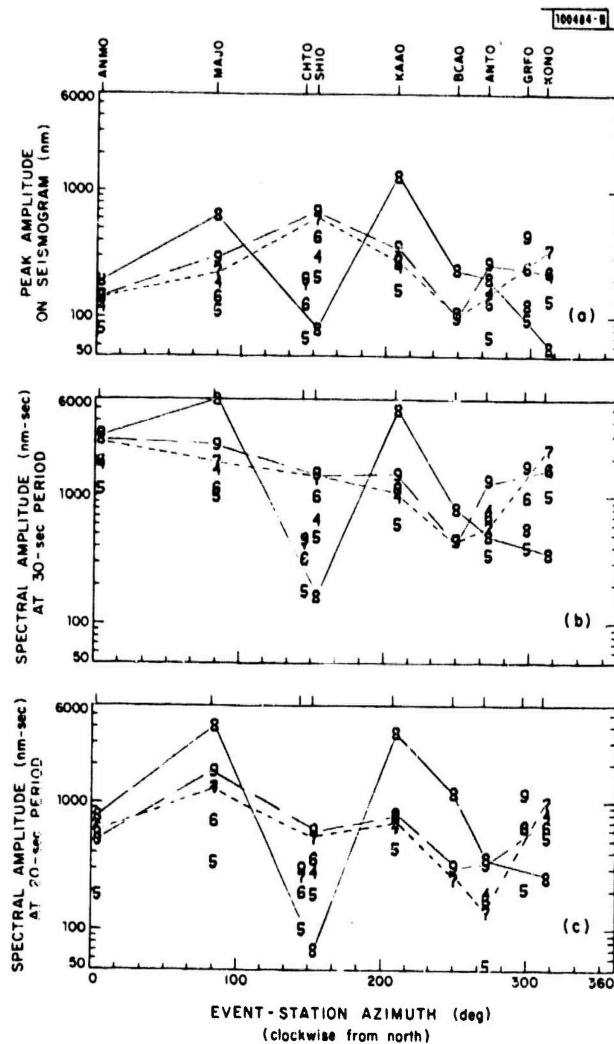 100484-8
ANMO
MAJO
CHTO
SHIO
KAAO
BCAO
ANTO
GRFO
KONO
PEAK AMPLITUDE
ON SEISMOGRAM (nm)
6000
1000
100
50
(a)
SPECTRAL AMPLITUDE (nm-sec)
AT 30-sec PERIOD
6000
1000
100
50
(b)
SPECTRAL AMPLITUDE (nm-sec)
AT 20-sec PERIOD
6000
1000
100
50
(c)
0
100
200
300
360
EVENT-STATION AZIMUTH (deg)
(clockwise from north)